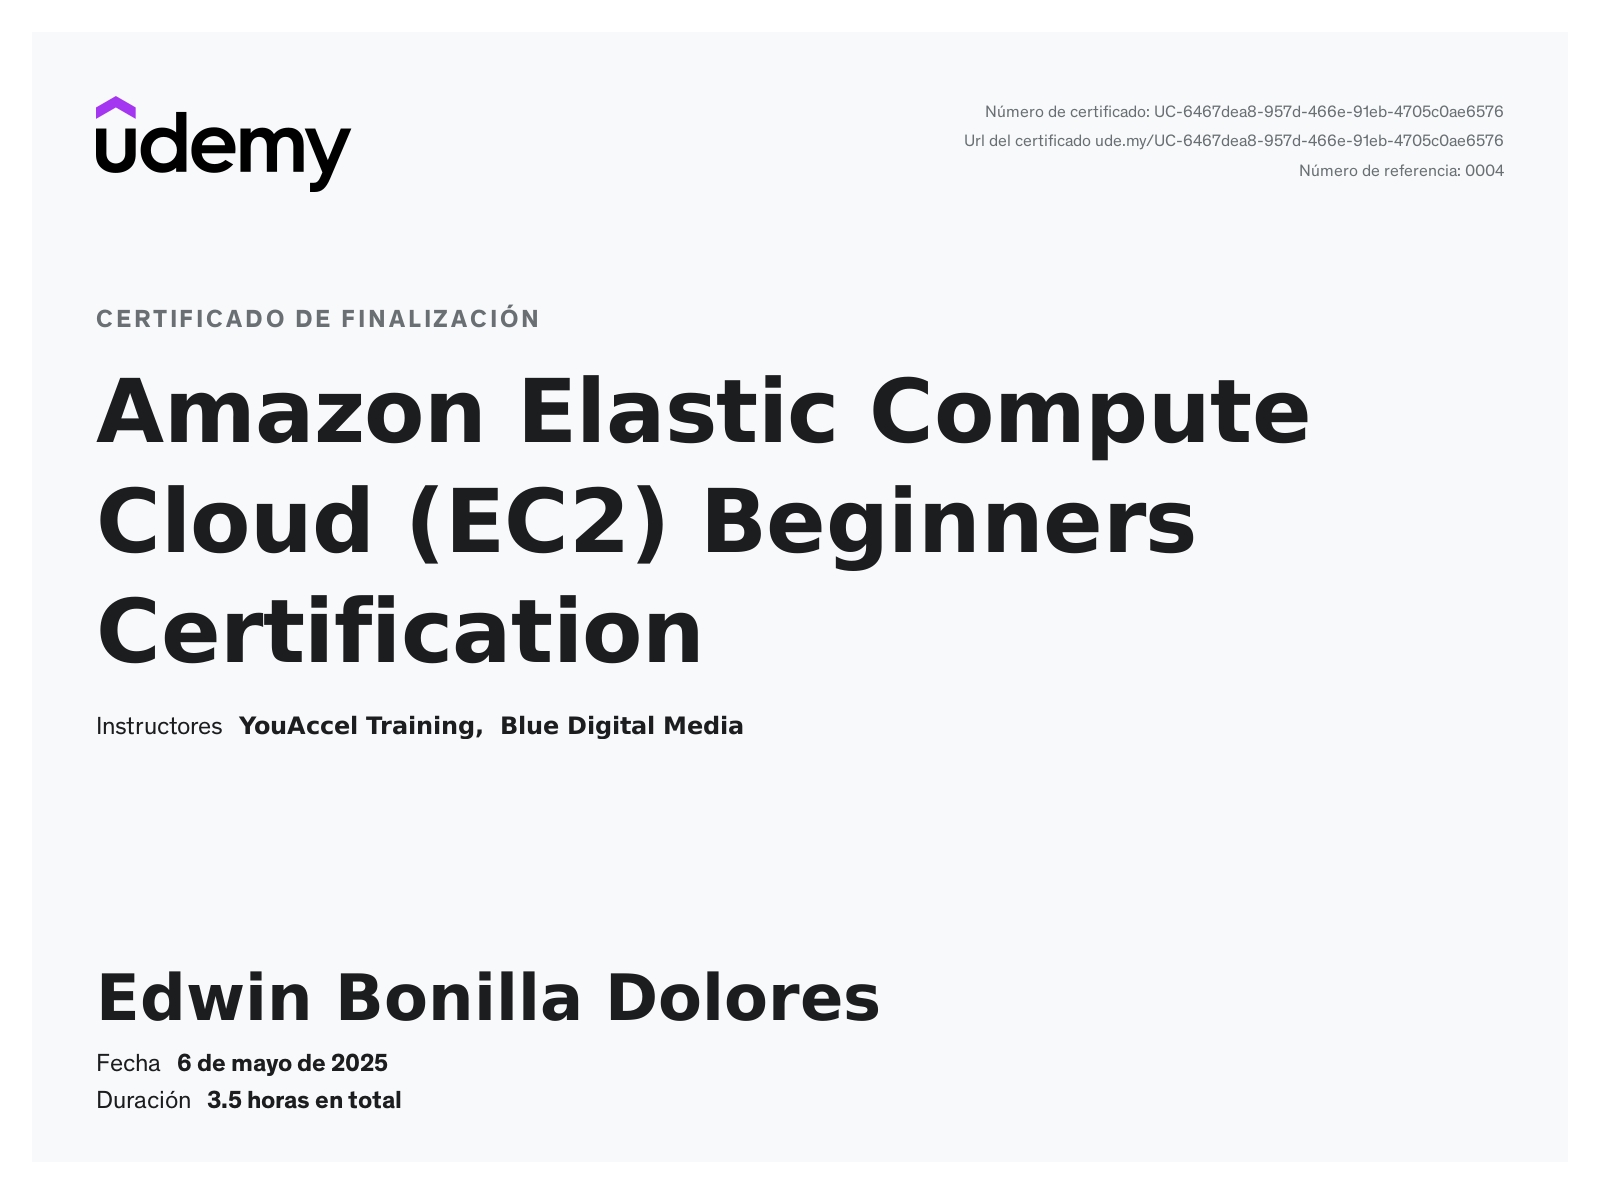 udemy
Número de certificado: UC-6467dea8-957d-466e-91eb-4705c0ae6576
Url del certificado ude.my/UC-6467dea8-957d-466e-91eb-4705c0ae6576
Número de referencia: 0004
CERTIFICADO DE FINALIZACIÓN
Amazon Elastic Compute
Cloud (EC2) Beginners
Certification
Instructores YouAccel Training, Blue Digital Media
Edwin Bonilla Dolores
Fecha 6 de mayo de 2025
Duración 3.5 horas en total